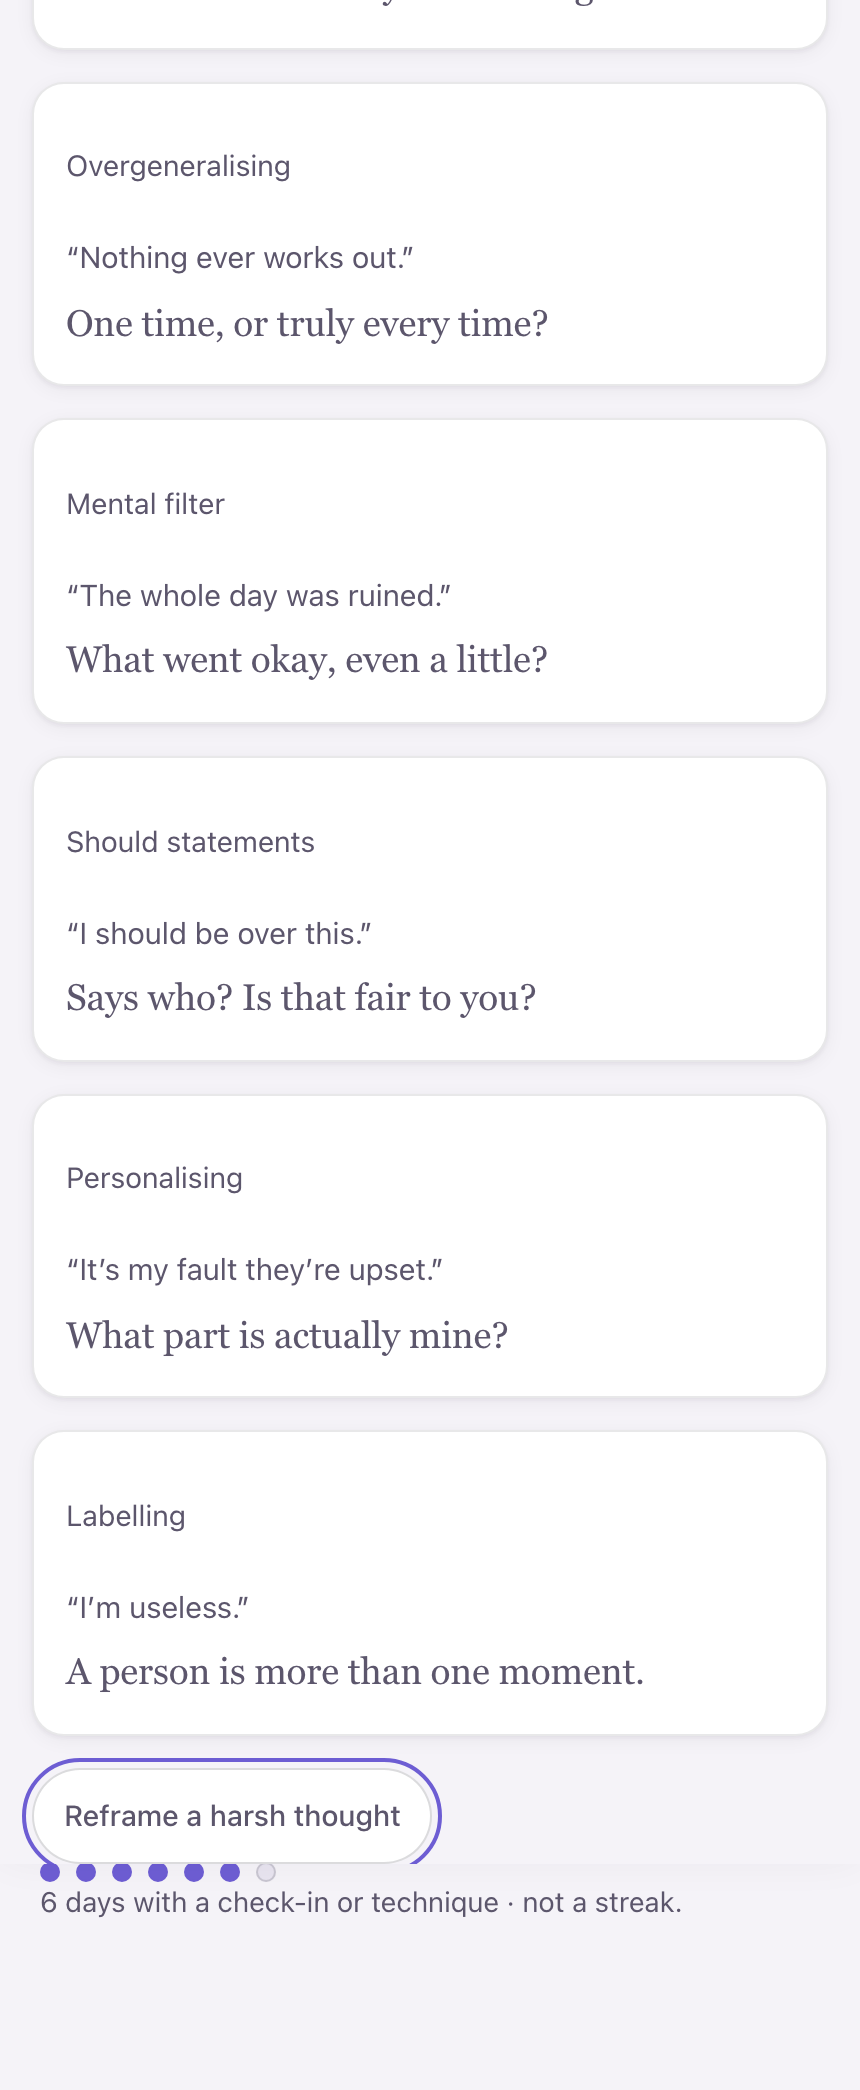 Overgeneralising
“Nothing ever works out.”
One time, or truly every time?
Mental filter
“The whole day was ruined.”
What went okay, even a little?
Should statements
“I should be over this.”
Says who? Is that fair to you?
Personalising
“It’s my fault they’re upset.”
What part is actually mine?
Labelling
“I’m useless.”
A person is more than one moment.
Reframe a harsh thought
6 days with a check-in or technique · not a streak.